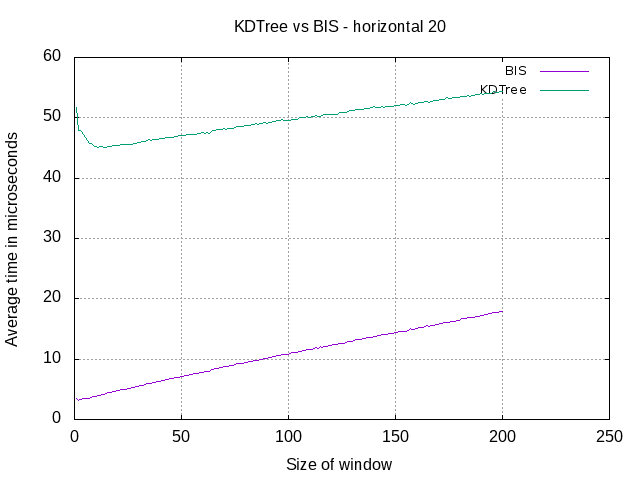 KDTree vs BIS - horizontal 20
60
50
40
30
20
10
0
0 50 100 150 200 250
Average time in microseconds
Size of window
BIS
KDTree